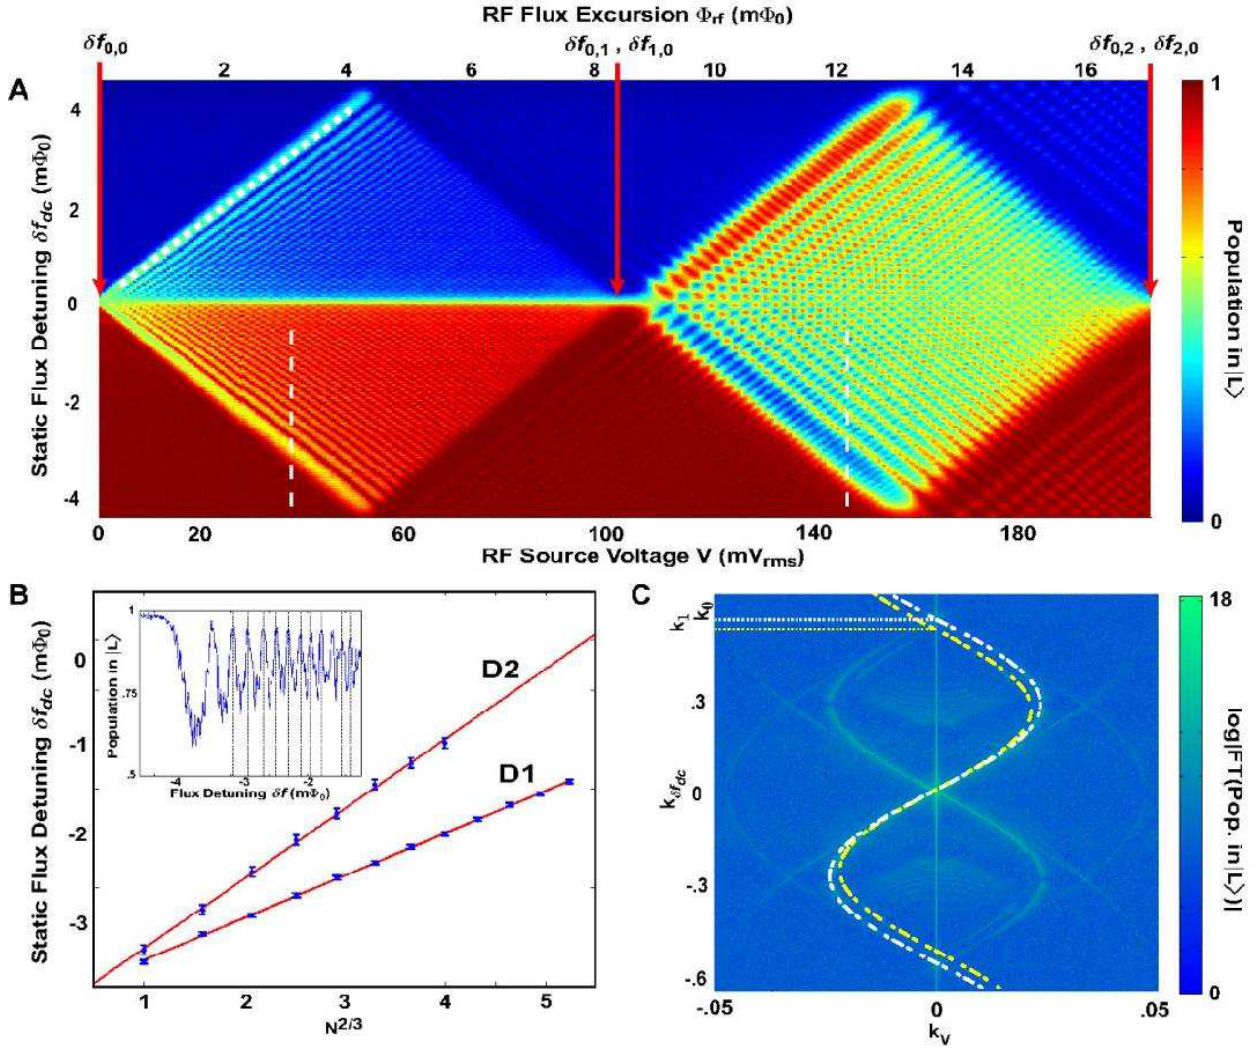 RF Flux Excursion Φrf (mΦ0)
δf0,0
δf0,1 , δf1,0
δf0,2 , δf2,0
2 4 6 8 10 12 14 16
A
Static Flux Detuning δfdc (mΦ0)
4
2
0
-2
-4
0 20 60 100 140 180
RF Source Voltage V (mVrms)
1
Population in|L⟩
0
B
Static Flux Detuning δfdc (mΦ0)
0
-1
-2
-3
1 2 3 4 5
N2/3
D2
D1
Population in|L⟩
1
.75
.5
-4 -3 -2
Flux Detuning δf (mΦ0)
C
k1 k0
kδfdc
.3
0
-.3
-.6
-.05 0 .05
kV
18
log|FT(Pop. in|L⟩)|
0